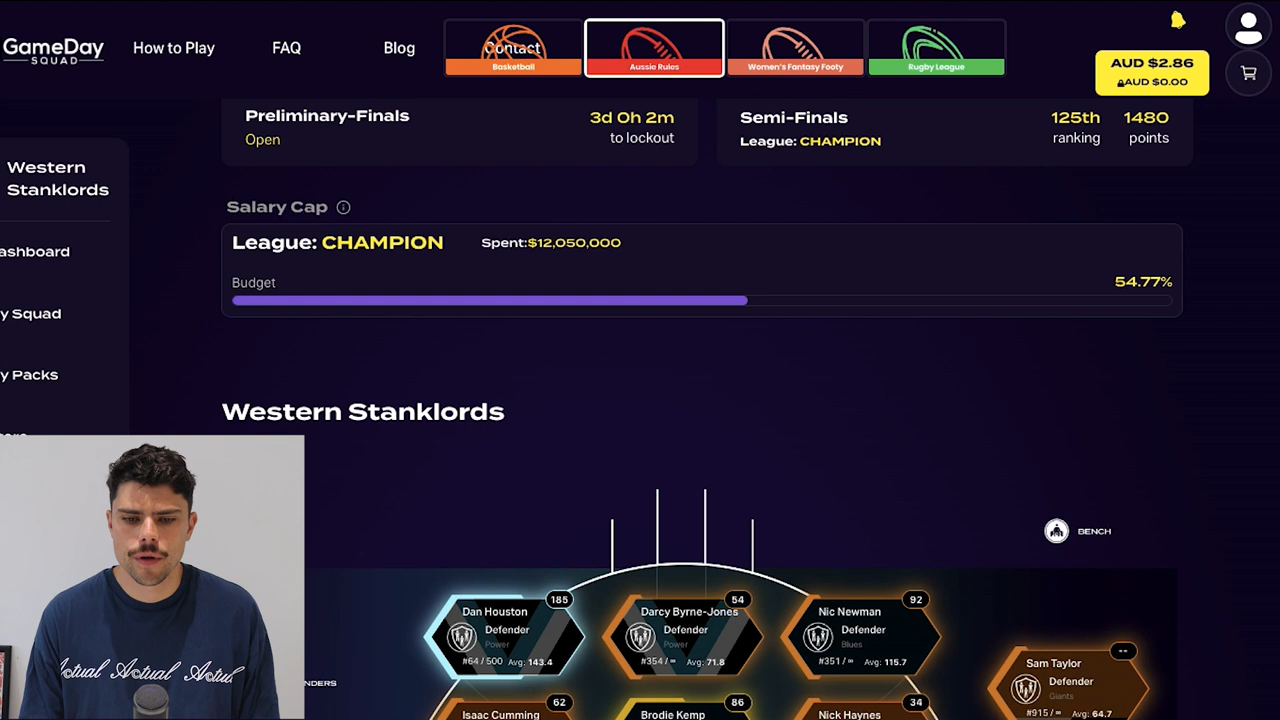 GameDay
SQUAD
How to Play
FAQ
Blog
Contact
Basketball
Aussie Rules
Women's Fantasy Footy
Rugby League
AUD $2.86
AUD $0.00
Preliminary-Finals
Open
3d 0h 2m
to lockout
Semi-Finals
League: CHAMPION
125th
ranking
1480
points
Western
Stanklords
ashboard
y Squad
y Packs
Salary Cap
League: CHAMPION
Spent:$12,050,000
Budget
54.77%
Western Stanklords
BENCH
185
Dan Houston
Defender
Power
#64 / 500 Avg: 143.4
54
Darcy Byrne-Jones
Defender
Power
#354 / ∞ Avg: 71.8
92
Nic Newman
Defender
Blues
#351 / ∞ Avg: 115.7
--
Sam Taylor
Defender
Giants
#915 / ∞ Avg: 64.7
NDERS
62
Isaac Cumming
86
Brodie Kemp
34
Nick Haynes
Actual Actual Actual